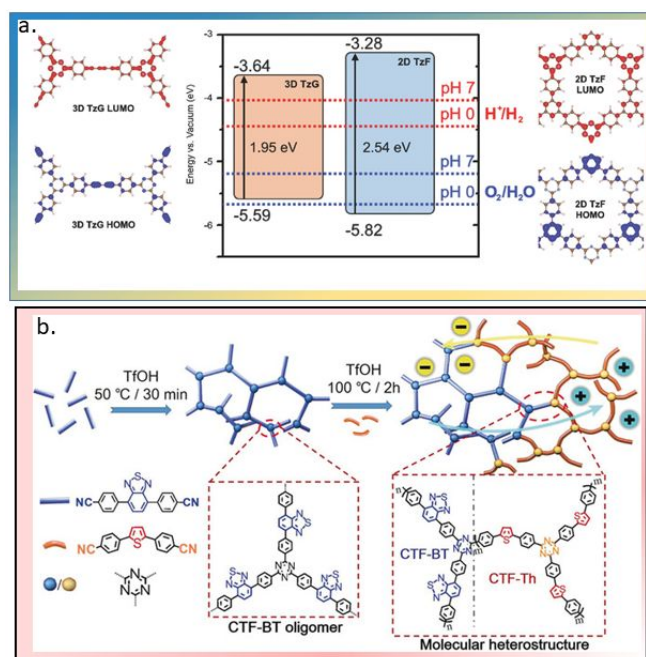 a.
-3
-4
-5
-6
Energy vs. Vacuum (eV)
3D TzG LUMO
3D TzG HOMO
-3.64
3D TzG
1.95 eV
-5.59
-3.28
2D TzF
2.54 eV
-5.82
pH 7
pH 0 H⁺/H₂
pH 7
pH 0 O₂/H₂O
2D TzF
LUMO
2D TzF
HOMO
b.
TfOH
50 °C / 30 min
TfOH
100 °C / 2h
NC
CN
NC
CN
CTF-BT oligomer
CTF-BT
CTF-Th
Molecular heterostructure